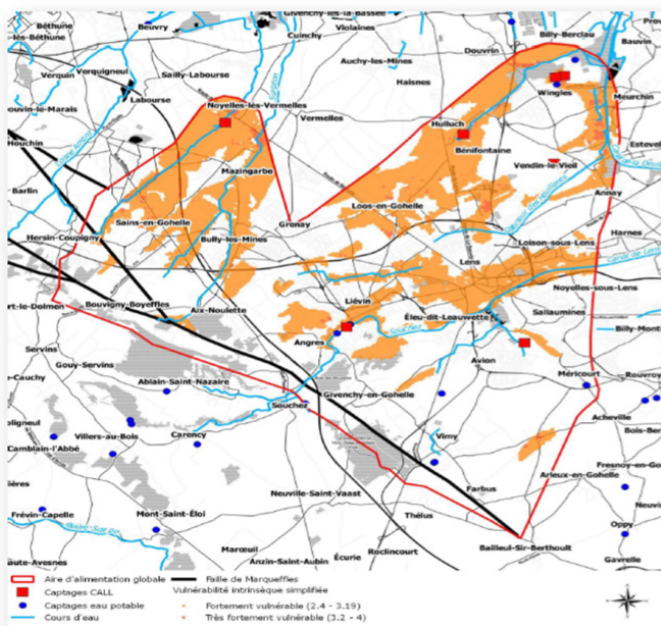 Béthune
Beuvry
Givenchy-lès-la-Bassée
Violaines
Billy-Berclau
Cuinchy
Douvrin
Bauvin
Verquin
Verquigneul
Sailly-Labourse
Auchy-les-Mines
Haisnes
Labourse
Noyelles-lès-Vermelles
Wingles
Meurchin
Vermelles
Hulluch
Houchin
Bénifontaine
Estevel
Mazingarbe
Vendin-le-Vieil
Barlin
Annay
Sains-en-Gohelle
Loos-en-Gohelle
Grenay
Hersin-Coupigny
Bully-les-Mines
Loison-sous-Lens
Harnes
Lens
Noyelles-sous-Lens
Bouvigny-Boyeffles
Liévin
Aix-Noulette
Éleu-dit-Leauwette
Sallaumines
Souchez
Angres
Billy-Mont
Servins
Gouy-Servins
Avion
Ablain-Saint-Nazaire
Méricourt
Rouvroy
Givenchy-en-Gohelle
Souchez
Acheville
Villers-au-Bois
Carency
Vimy
Bois-Ber
Camblain-l'Abbé
Arleux-en-Gohelle
Fresnoy-en-Go
Farbus
Neuville-Saint-Vaast
Frévin-Capelle
Mont-Saint-Éloi
Thélus
Oppy
Bailleul-Sir-Berthoult
Marœuil
Écurie
Roclincourt
Gavrelle
Anzin-Saint-Aubin
Aire d'alimentation globale
Faille de Marqueffles
Captages CALL
Vulnérabilité intrinsèque simplifiée
Captages eau potable
Fortement vulnérable (2.4 - 3.19)
Cours d'eau
Très fortement vulnérable (3.2 - 4)